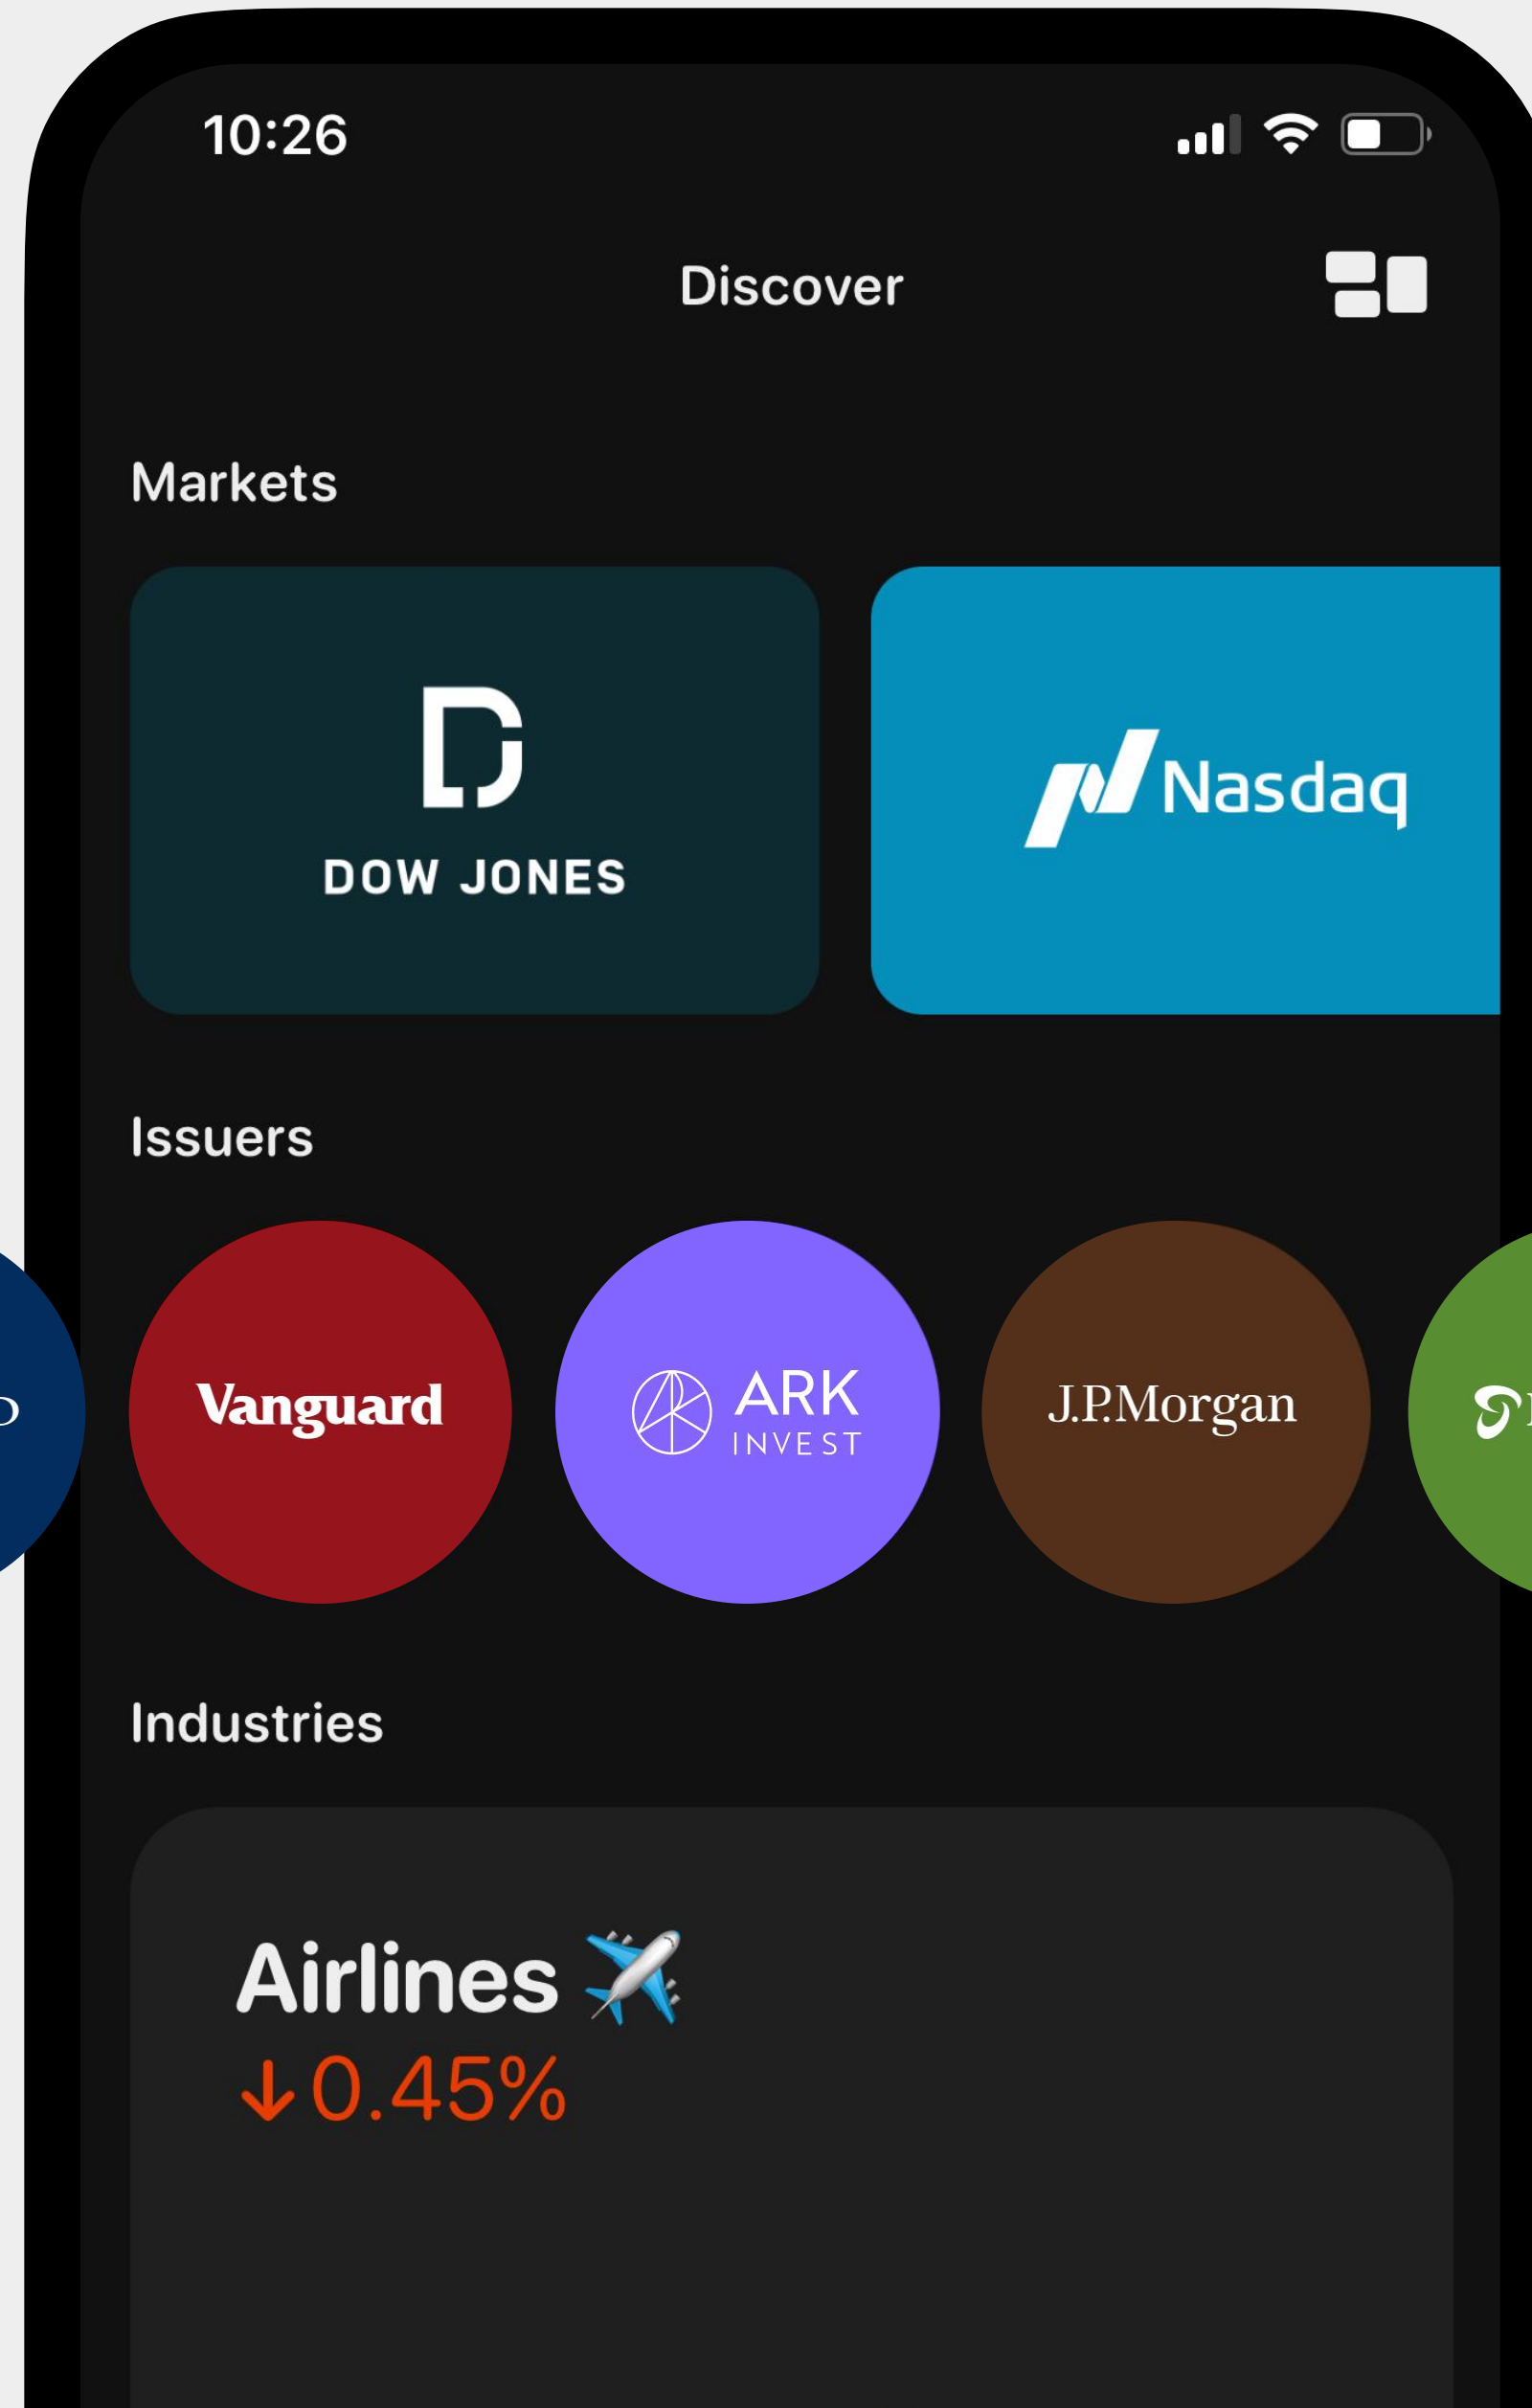 10:26
Discover
Markets
DOW JONES
Nasdaq
Issuers
Vanguard
ARK
INVEST
J.P.Morgan
Industries
Airlines ✈️
↓0.45%